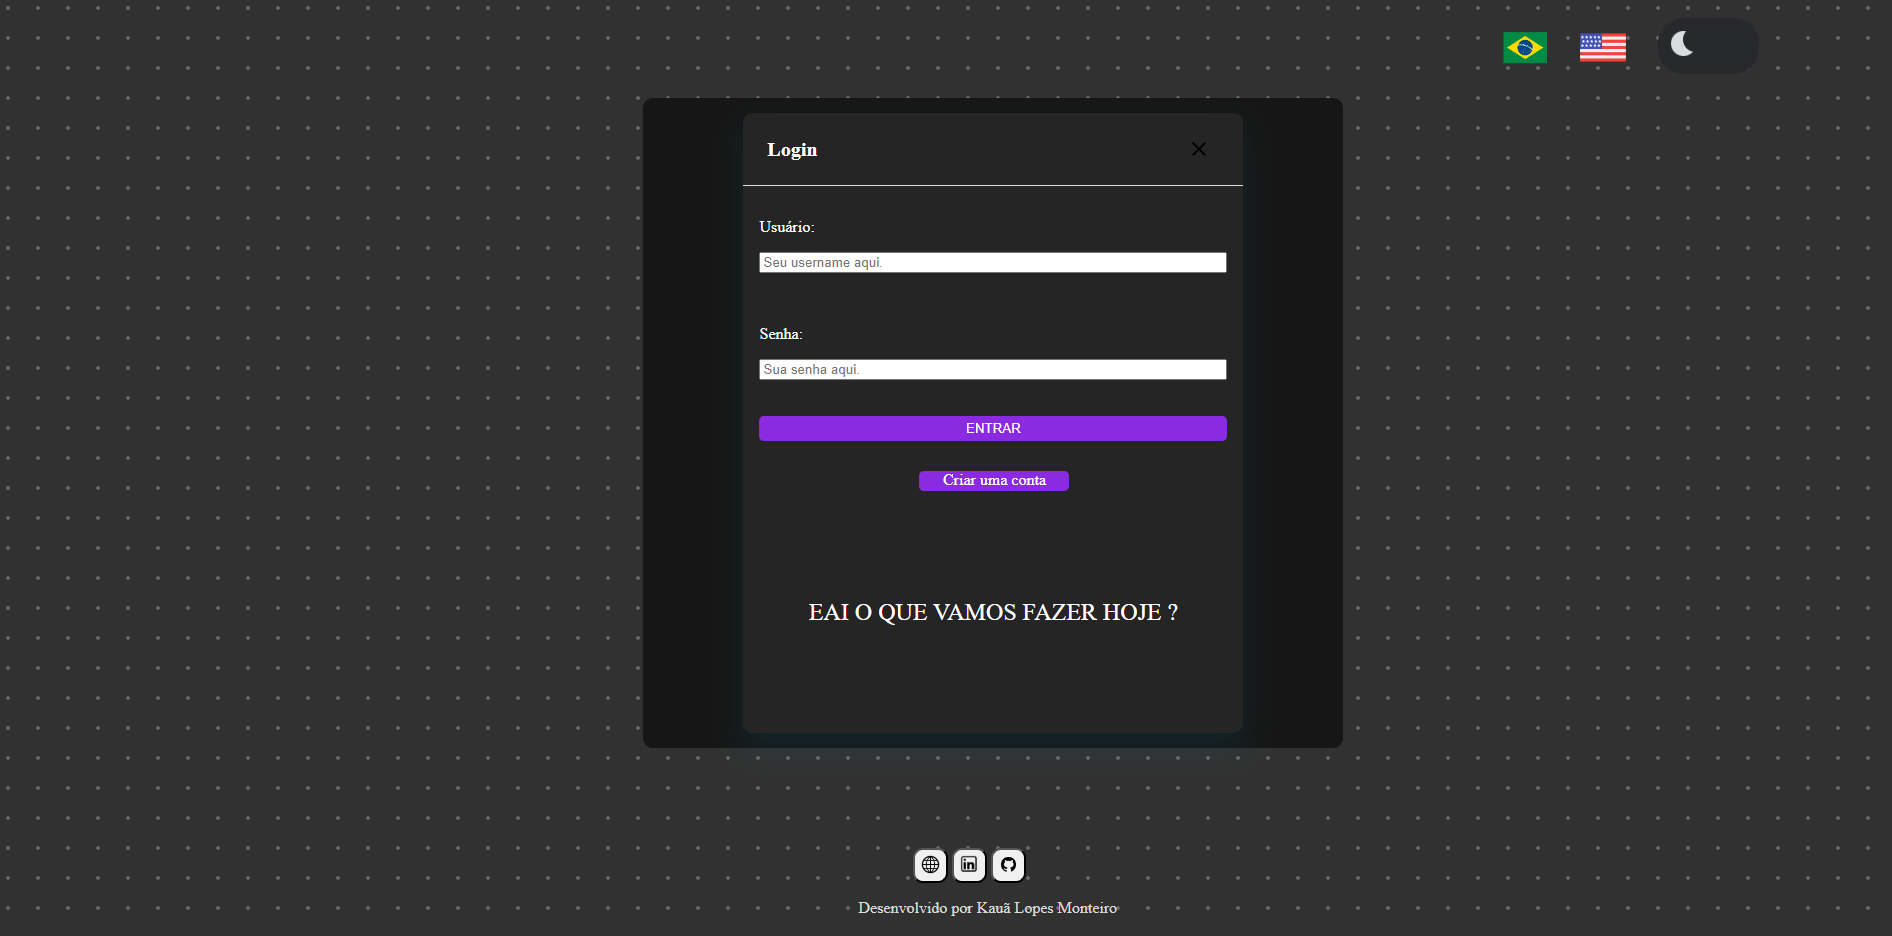 Login
Usuário:
Seu username aqui.
Senha:
Sua senha aqui.
ENTRAR
Criar uma conta
EAI O QUE VAMOS FAZER HOJE ?
in
Desenvolvido por Kauã Lopes Monteiro